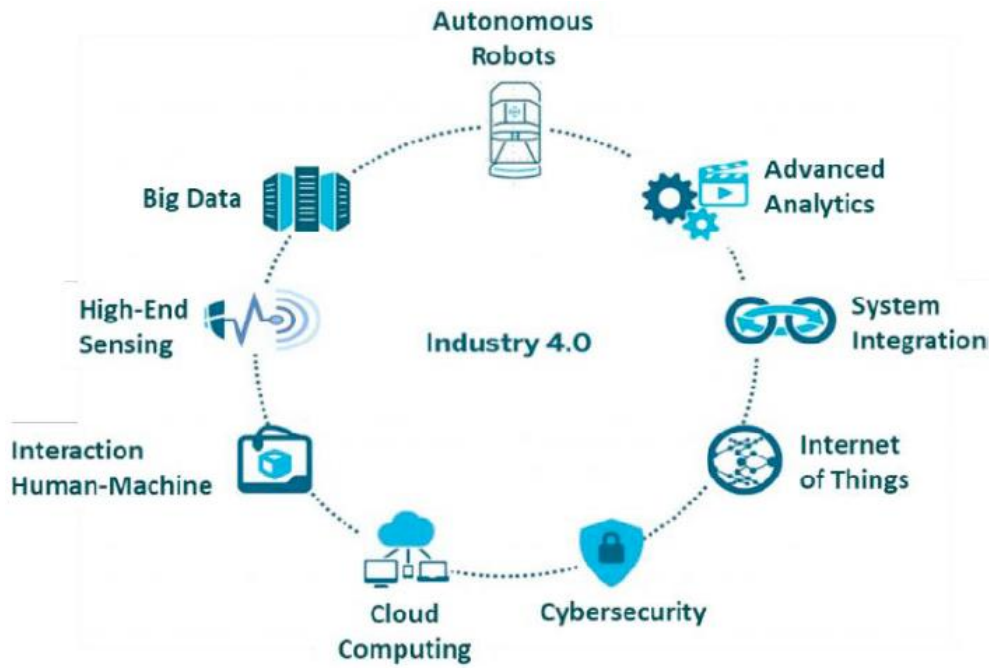 Autonomous
Robots
Advanced
Analytics
System
Integration
Internet
of Things
Cybersecurity
Cloud
Computing
Interaction
Human-Machine
High-End
Sensing
Big Data
Industry 4.0